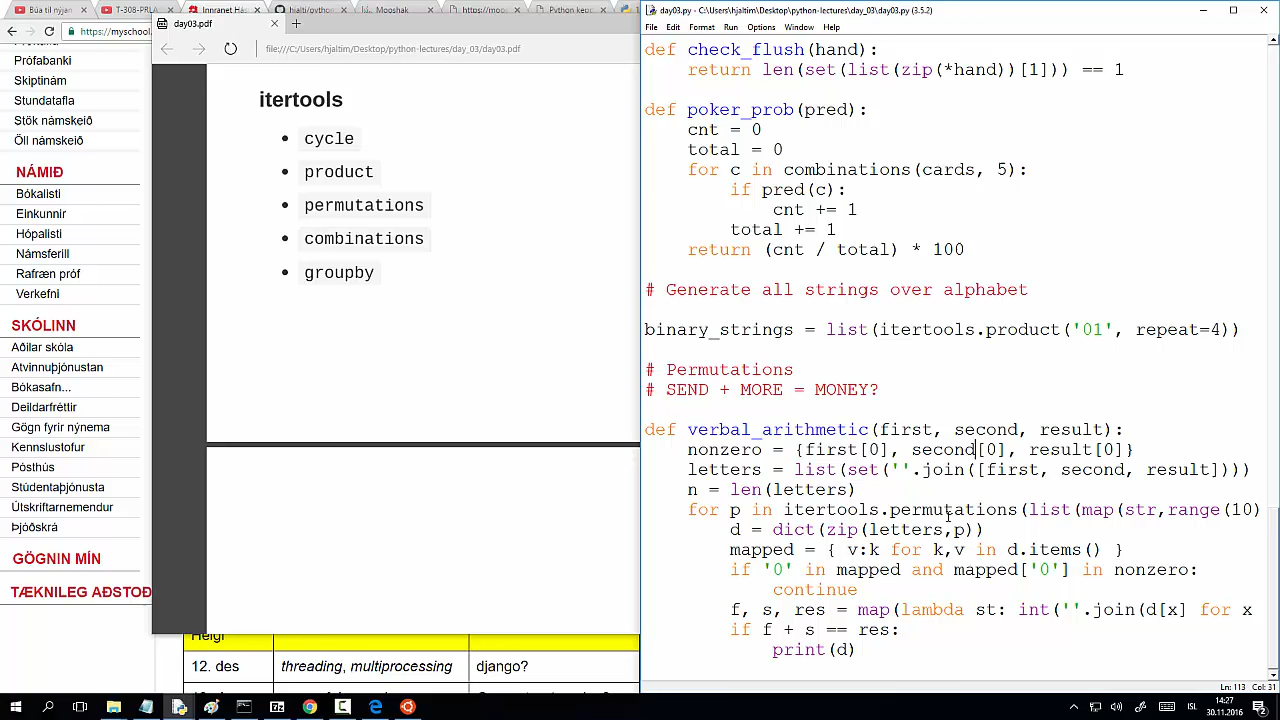 Búa til nýjan
T-308-PRLA
Innranet Há
hjalti/python
Mooshak
https://moos
Python kep
https://myschool.
Prófabanki
Skiptinám
Stundatafla
Stök námskeið
Öll námskeið
NÁMIÐ
Bókalisti
Einkunnir
Hópalisti
Námsferill
Rafræn próf
Verkefni
SKÓLINN
Aðilar skóla
Atvinnuþjónustan
Bókasafn...
Deildarfréttir
Gögn fyrir nýnema
Kennslustofur
Pósthús
Stúdentaþjónusta
Útskriftarnemendur
Þjóðskrá
GÖGNIN MÍN
TÆKNILEG AÐSTOÐ
day03.pdf
file:///C:/Users/hjaltim/Desktop/python-lectures/day_03/day03.pdf
itertools
cycle
product
permutations
combinations
groupby
Helgi
12. des threading, multiprocessing django?
day03.py - C:\Users\hjaltim\Desktop\python-lectures\day_03\day03.py (3.5.2)
File Edit Format Run Options Window Help
def check_flush(hand):
    return len(set(list(zip(*hand))[1])) == 1
def poker_prob(pred):
    cnt = 0
    total = 0
    for c in combinations(cards, 5):
        if pred(c):
            cnt += 1
        total += 1
    return (cnt / total) * 100
# Generate all strings over alphabet
binary_strings = list(itertools.product('01', repeat=4))
# Permutations
# SEND + MORE = MONEY?
def verbal_arithmetic(first, second, result):
    nonzero = {first[0], second[0], result[0]}
    letters = list(set(''.join([first, second, result])))
    n = len(letters)
    for p in itertools.permutations(list(map(str,range(10)
        d = dict(zip(letters,p))
        mapped = { v:k for k,v in d.items() }
        if '0' in mapped and mapped['0'] in nonzero:
            continue
        f, s, res = map(lambda st: int(''.join(d[x] for x
        if f + s == res:
            print(d)
Ln: 113 Col: 31
ÍSL
14:27
30.11.2016